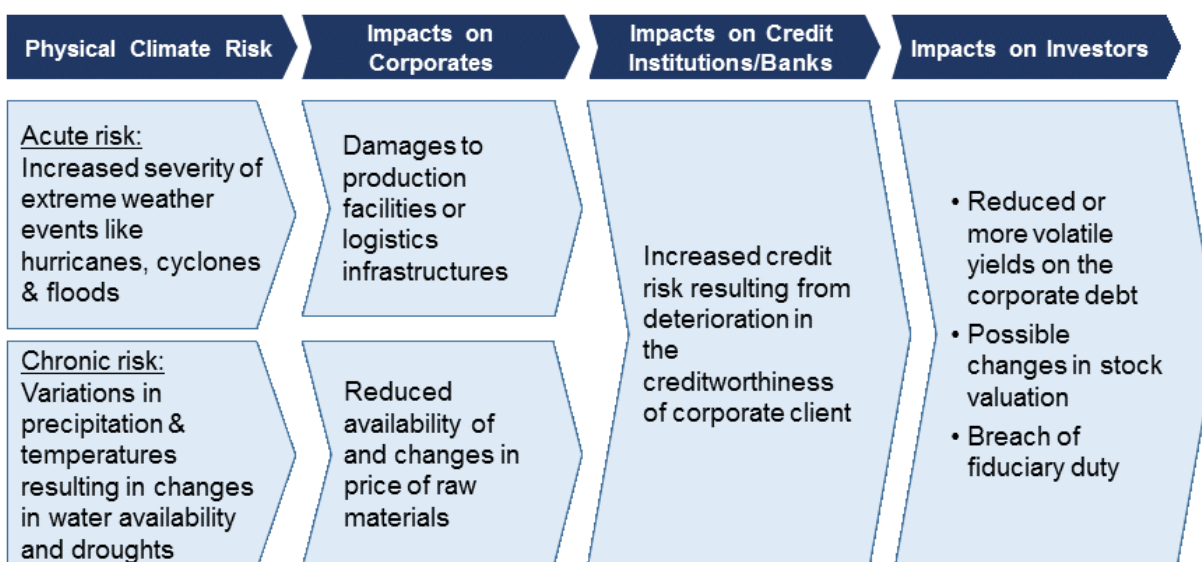 Physical Climate Risk
Impacts on
Corporates
Impacts on Credit
Institutions/Banks
Impacts on Investors
Acute risk:
Increased severity of
extreme weather
events like
hurricanes, cyclones
& floods
Damages to
production
facilities or
logistics
infrastructures
Chronic risk:
Variations in
precipitation &
temperatures
resulting in changes
in water availability
and droughts
Reduced
availability of
and changes in
price of raw
materials
Increased credit
risk resulting from
deterioration in
the
creditworthiness
of corporate client
• Reduced or
more volatile
yields on the
corporate debt
• Possible
changes in stock
valuation
• Breach of
fiduciary duty